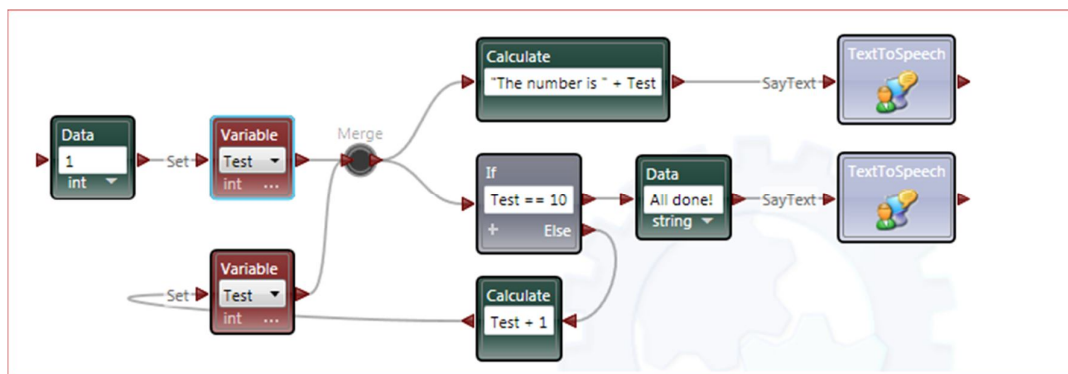 Data
1
int
Set
Variable
Test
int ...
Merge
Calculate
"The number is " + Test
SayText
TextToSpeech
If
Test == 10
Else
Data
All done!
string
SayText
TextToSpeech
Set
Variable
Test
int ...
Calculate
Test + 1